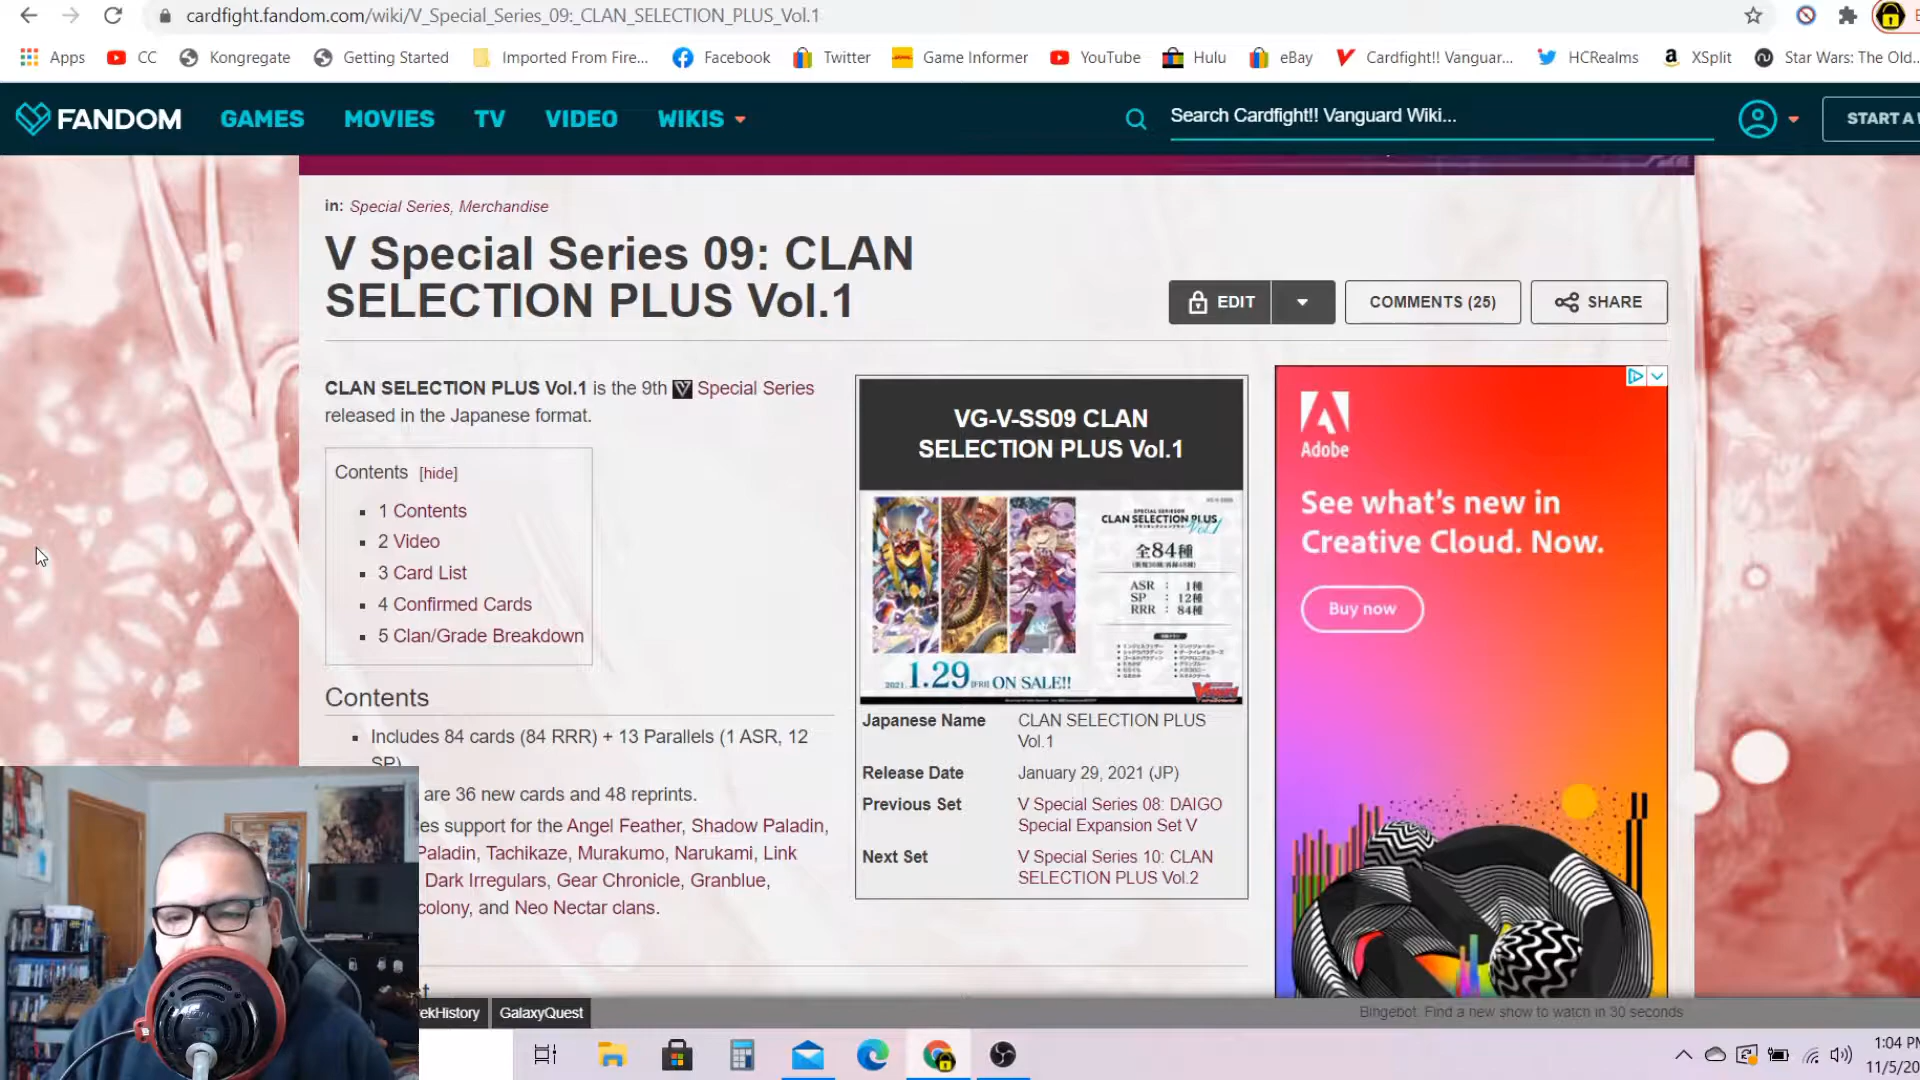 cardfight.fandom.com/wiki/V_Special_Series_09:_CLAN_SELECTION_PLUS_Vol.1
Apps CC Kongregate Getting Started Imported From Fire... Facebook Twitter Game Informer YouTube Hulu eBay Cardfight!! Vanguar... HCRealms XSplit Star Wars: The Old...
FANDOM GAMES MOVIES TV VIDEO WIKIS Search Cardfight!! Vanguard Wiki... START A
in: Special Series, Merchandise
V Special Series 09: CLAN
SELECTION PLUS Vol.1
EDIT COMMENTS (25) SHARE
CLAN SELECTION PLUS Vol.1 is the 9th V Special Series
released in the Japanese format.
Contents [hide]
1 Contents
2 Video
3 Card List
4 Confirmed Cards
5 Clan/Grade Breakdown
Contents
Includes 84 cards (84 RRR) + 13 Parallels (1 ASR, 12
SP)
are 36 new cards and 48 reprints.
es support for the Angel Feather, Shadow Paladin,
Paladin, Tachikaze, Murakumo, Narukami, Link
Dark Irregulars, Gear Chronicle, Granblue,
colony, and Neo Nectar clans.
VG-V-SS09 CLAN
SELECTION PLUS Vol.1
CLAN SELECTION PLUS
Vol.1
全84種
ASR : 1種
SP : 12種
RRR : 84種
2021. 1.29 [FRI] ON SALE!!
Japanese Name CLAN SELECTION PLUS
Vol.1
Release Date January 29, 2021 (JP)
Previous Set V Special Series 08: DAIGO
Special Expansion Set V
Next Set V Special Series 10: CLAN
SELECTION PLUS Vol.2
Adobe
See what's new in
Creative Cloud. Now.
Buy now
ekHistory GalaxyQuest
Bingebot. Find a new show to watch in 30 seconds
1:04 PM
11/5/20